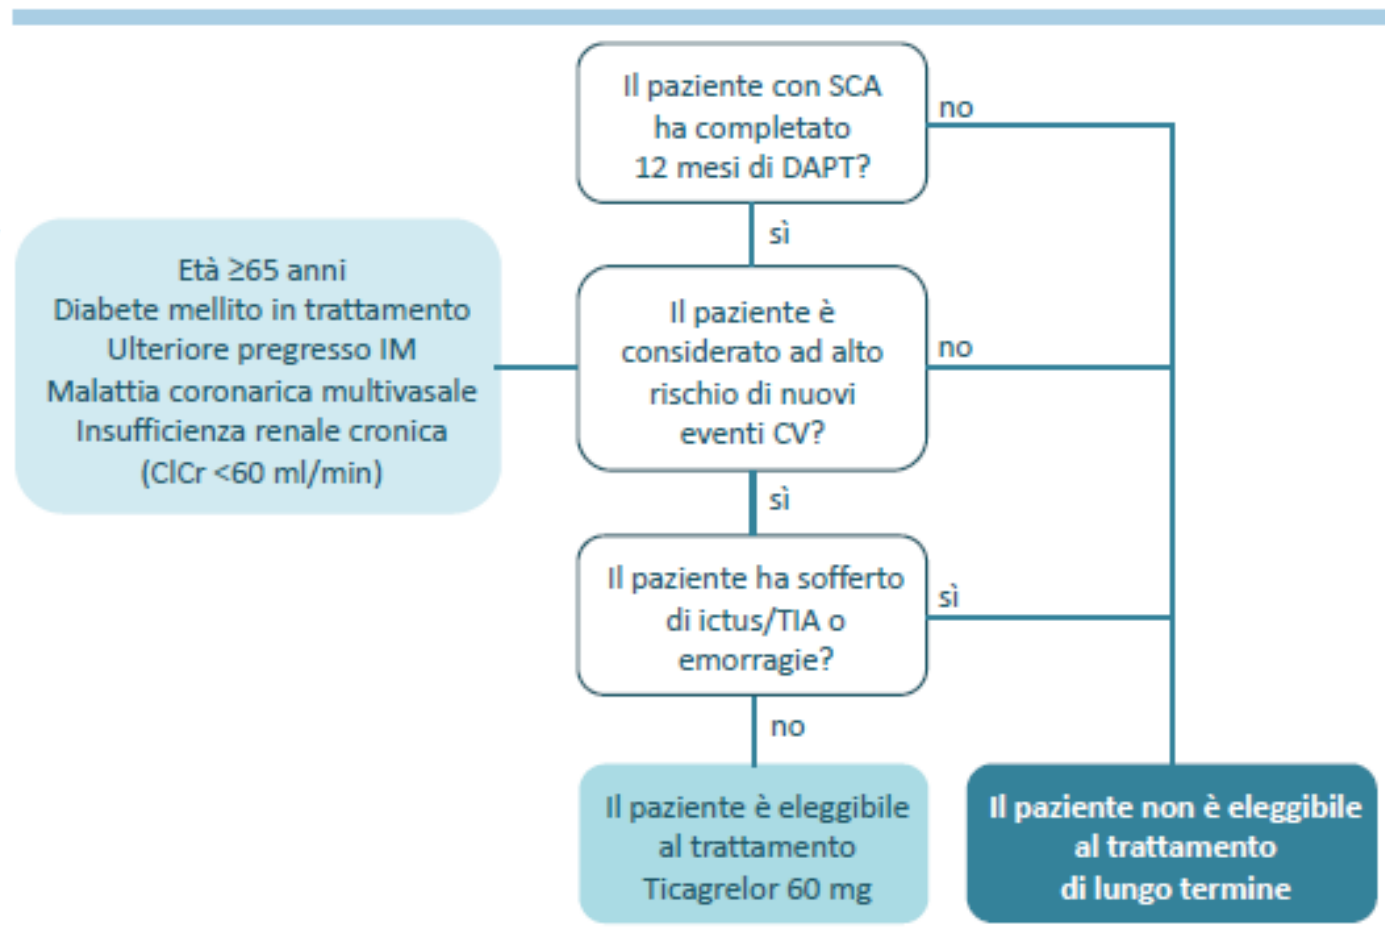 Il paziente con SCA
ha completato
12 mesi di DAPT?
no
sì
Età ≥65 anni
Diabete mellito in trattamento
Ulteriore pregresso IM
Malattia coronarica multivasale
Insufficienza renale cronica
(ClCr <60 ml/min)
Il paziente è
considerato ad alto
rischio di nuovi
eventi CV?
no
sì
Il paziente ha sofferto
di ictus/TIA o
emorragie?
sì
no
Il paziente è eleggibile
al trattamento
Ticagrelor 60 mg
Il paziente non è eleggibile
al trattamento
di lungo termine